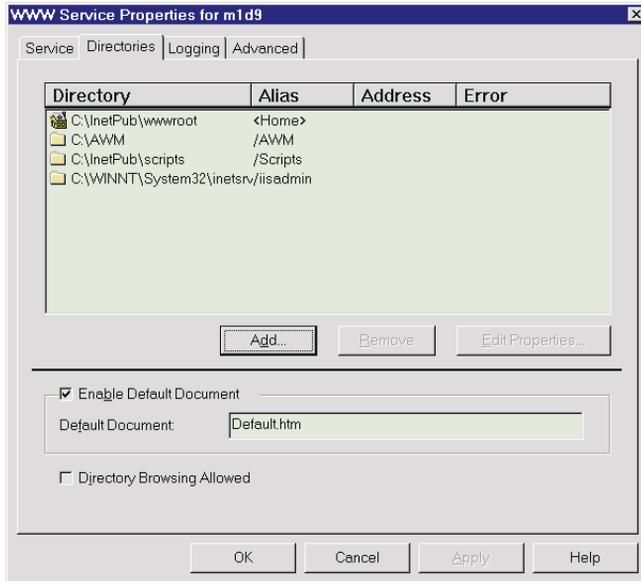 WWW Service Properties for m1d9
Service Directories Logging Advanced
Directory Alias Address Error
C:\InetPub\wwwroot <Home>
C:\AWM /AWM
C:\InetPub\scripts /Scripts
C:\WINNT\System32\inetsrv/iisadmin
Add... Remove Edit Properties...
Enable Default Document
Default Document: Default.htm
Directory Browsing Allowed
OK Cancel Apply Help